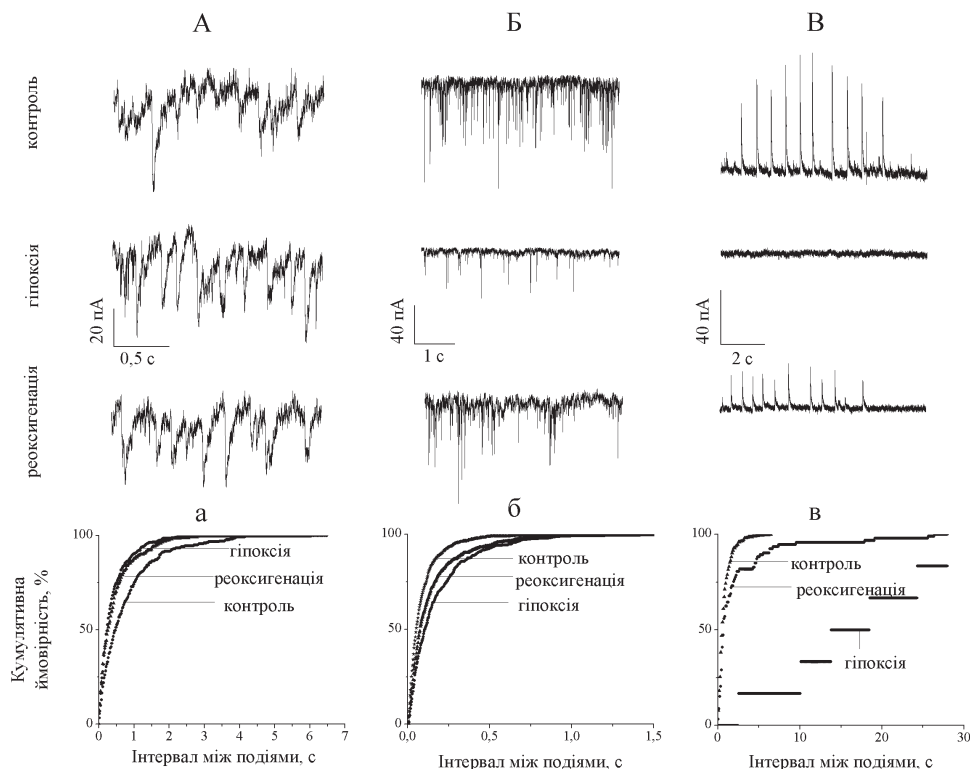 А Б В
контроль
гіпоксія
20 пА
0,5 с
40 пА
1 с
40 пА
2 с
реоксигенація
а б в
Кумулятивна
ймовірність, %
100
50
0
гіпоксія
реоксигенація
контроль
0 1 2 3 4 5 6 7
Інтервал між подіями, с
100
50
0
контроль
реоксигенація
гіпоксія
0,0 0,5 1,0 1,5
Інтервал між подіями, с
100
50
0
контроль
реоксигенація
гіпоксія
0 10 20 30
Інтервал між подіями, с